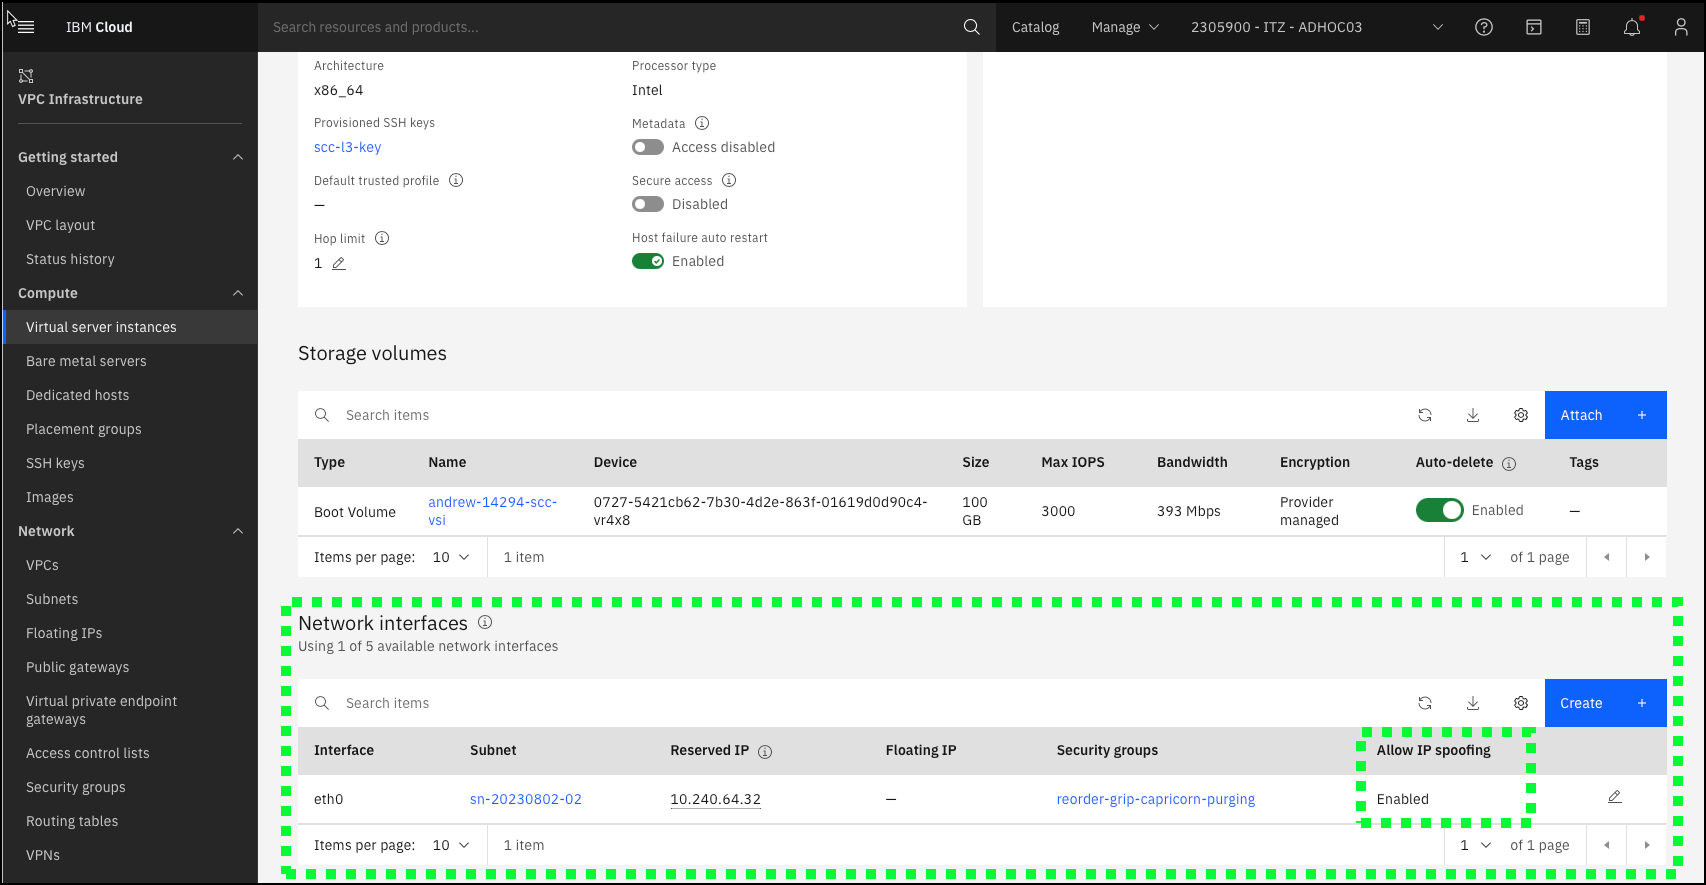 IBM Cloud
Search resources and products...
Catalog
Manage
2305900 - ITZ - ADHOC03
VPC Infrastructure
Getting started
Overview
VPC layout
Status history
Compute
Virtual server instances
Bare metal servers
Dedicated hosts
Placement groups
SSH keys
Images
Network
VPCs
Subnets
Floating IPs
Public gateways
Virtual private endpoint
gateways
Access control lists
Security groups
Routing tables
VPNs
Architecture
x86_64
Processor type
Intel
Provisioned SSH keys
scc-l3-key
Metadata
Access disabled
Default trusted profile
–
Secure access
Disabled
Hop limit
1
Host failure auto restart
Enabled
Storage volumes
Search items
Attach +
Type Name Device Size Max IOPS Bandwidth Encryption Auto-delete Tags
Boot Volume
andrew-14294-scc-
vsi
0727-5421cb62-7b30-4d2e-863f-01619d0d90c4-
vr4x8
100
GB
3000
393 Mbps
Provider
managed
Enabled
–
Items per page: 10 1 item 1 of 1 page
Network interfaces
Using 1 of 5 available network interfaces
Search items
Create +
Interface Subnet Reserved IP Floating IP Security groups Allow IP spoofing
eth0 sn-20230802-02 10.240.64.32 – reorder-grip-capricorn-purging Enabled
Items per page: 10 1 item 1 of 1 page